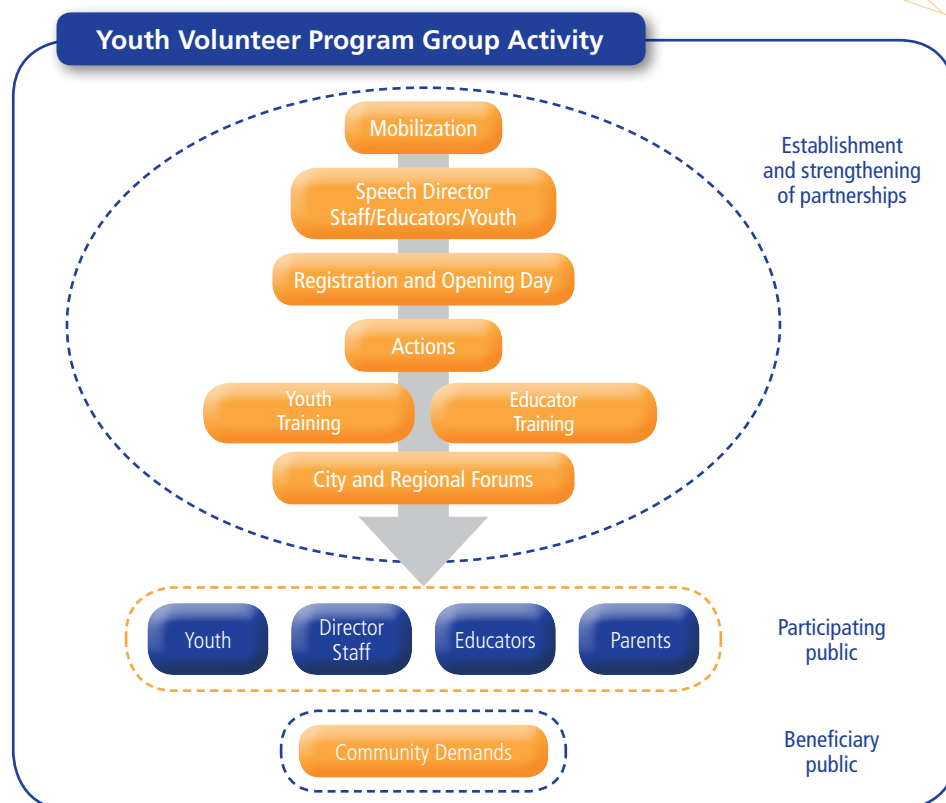 Youth Volunteer Program Group Activity
Mobilization
Establishment
and strengthening
of partnerships
Speech Director
Staff/Educators/Youth
Registration and Opening Day
Actions
Youth
Training
Educator
Training
City and Regional Forums
Youth
Director
Staff
Educators
Parents
Participating
public
Community Demands
Beneficiary
public